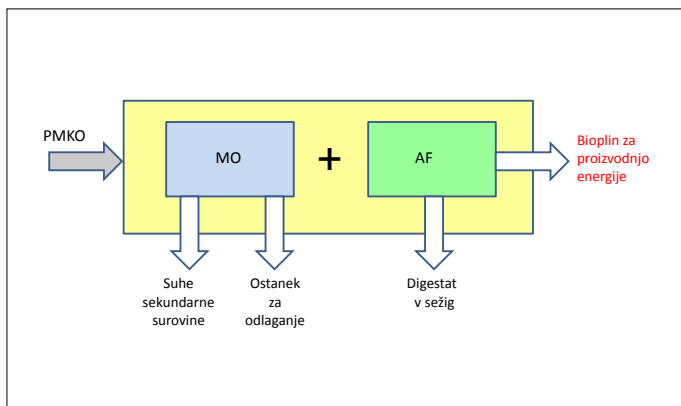 PMKO
MO
+
AF
Bioplin za
proizvodnjo
energije
Suhe
sekundarne
surovine
Ostanek
za
odlaganje
Digestat
v sežig